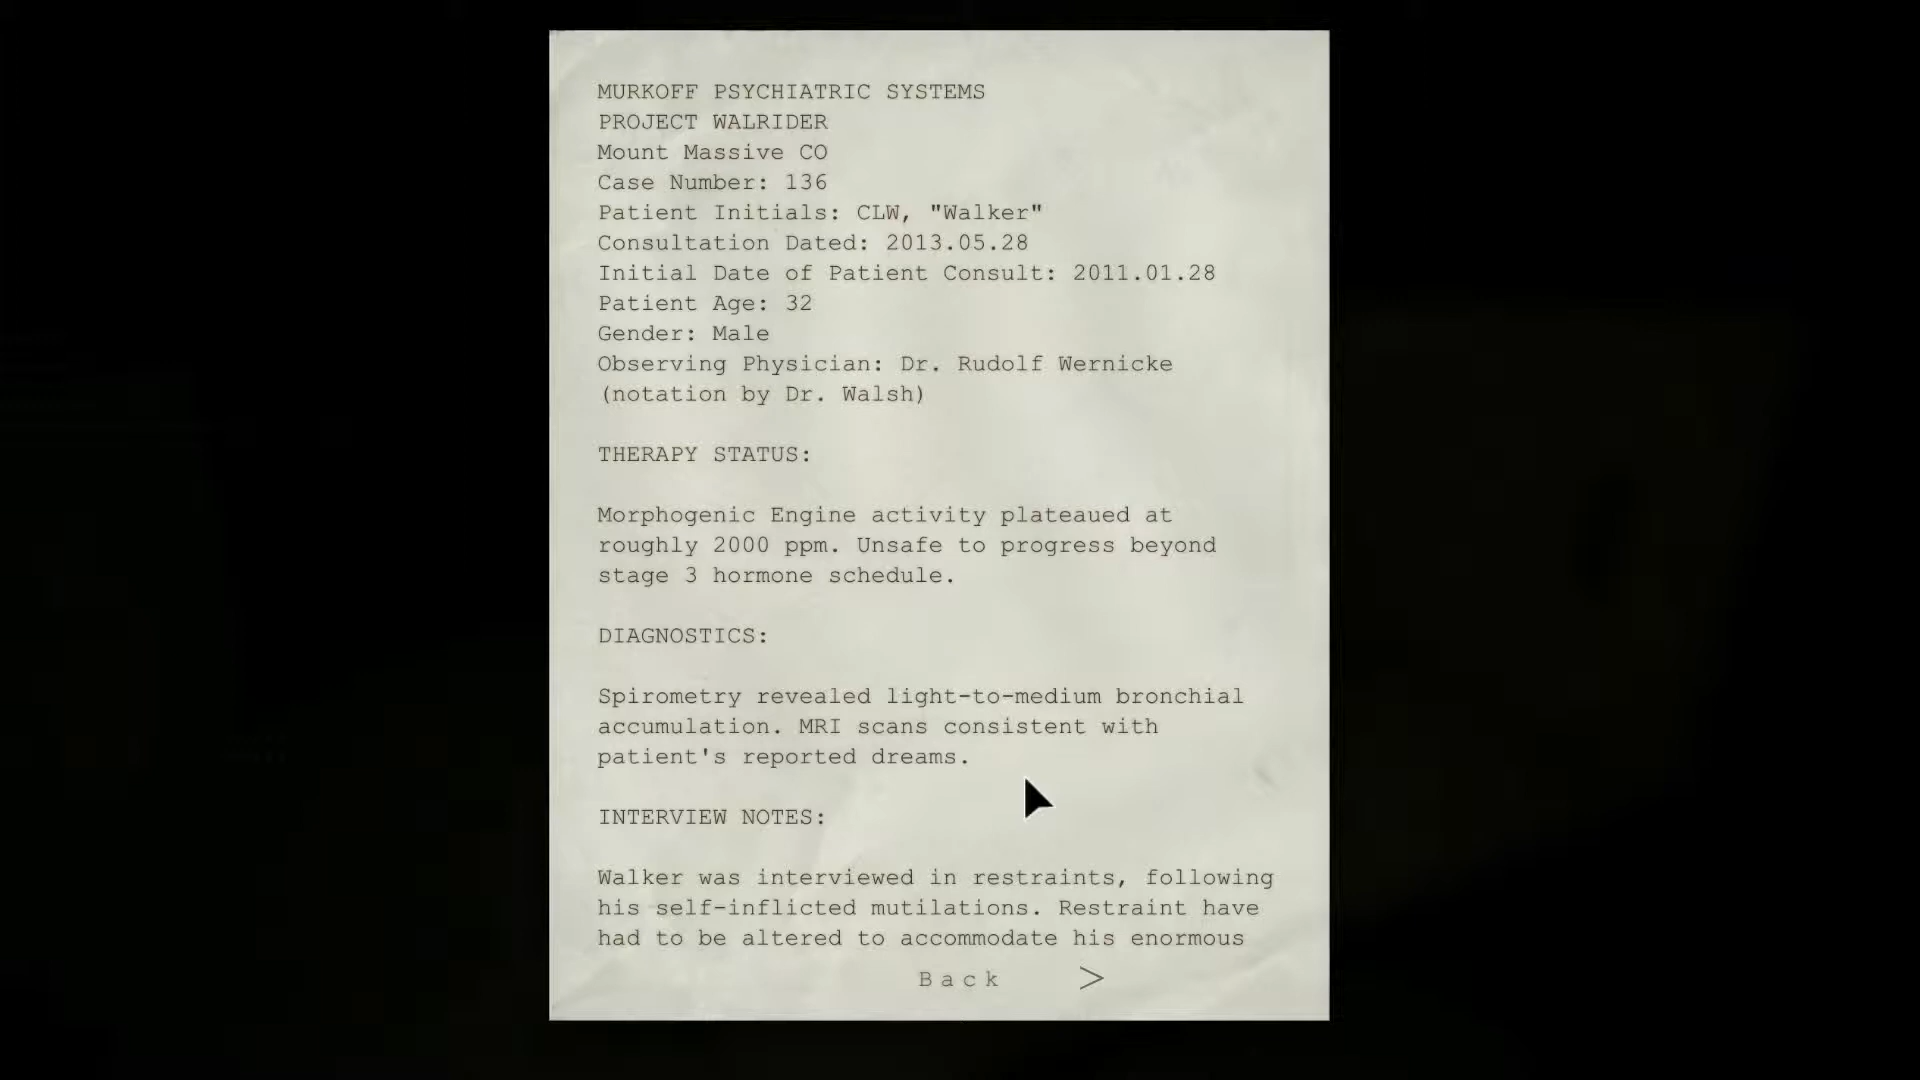 MURKOFF PSYCHIATRIC SYSTEMS
PROJECT WALRIDER
Mount Massive CO
Case Number: 136
Patient Initials: CLW, "Walker"
Consultation Dated: 2013.05.28
Initial Date of Patient Consult: 2011.01.28
Patient Age: 32
Gender: Male
Observing Physician: Dr. Rudolf Wernicke
(notation by Dr. Walsh)
THERAPY STATUS:
Morphogenic Engine activity plateaued at
roughly 2000 ppm. Unsafe to progress beyond
stage 3 hormone schedule.
DIAGNOSTICS:
Spirometry revealed light-to-medium bronchial
accumulation. MRI scans consistent with
patient's reported dreams.
INTERVIEW NOTES:
Walker was interviewed in restraints, following
his self-inflicted mutilations. Restraint have
had to be altered to accommodate his enormous
Back >